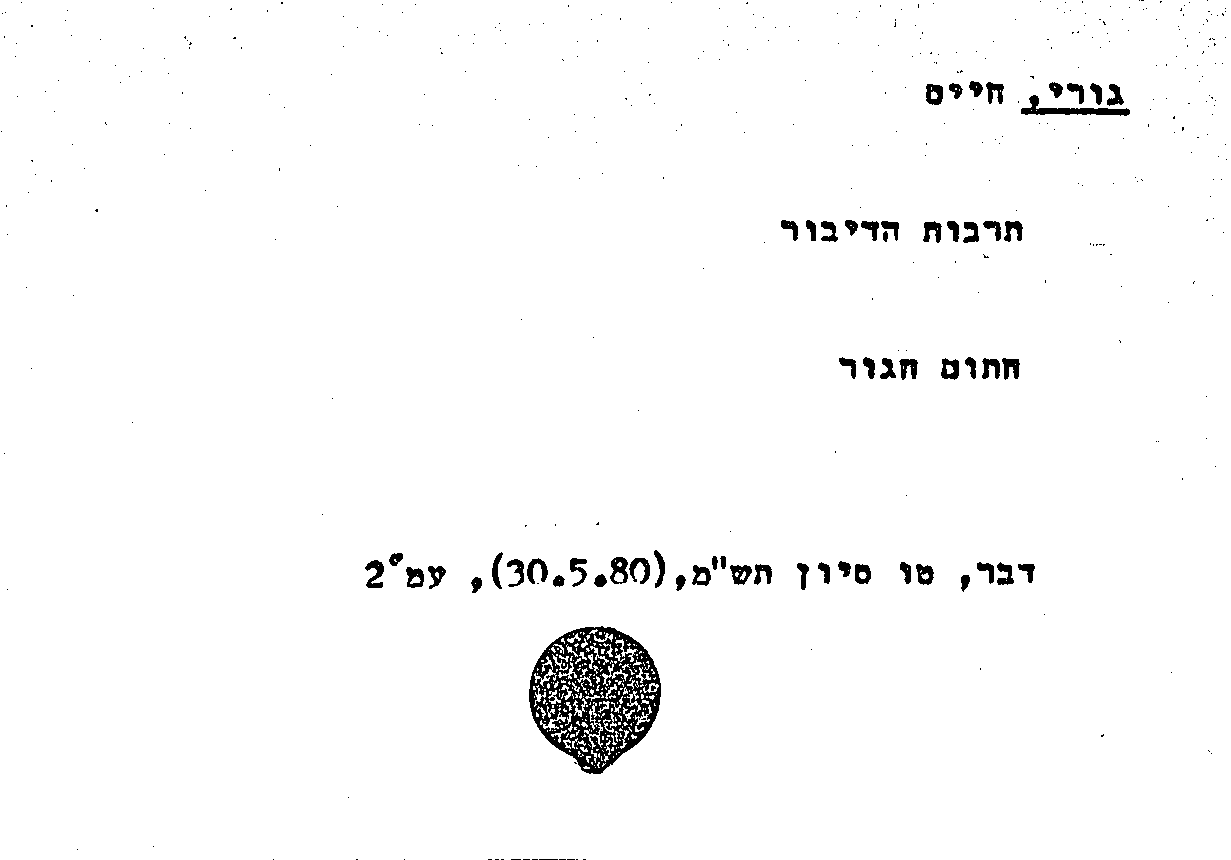 גורי, חיים
תרבות הדיבור
חתום חגור
דבר, טו סיון תש"מ,(30.5.80), עמ' 2